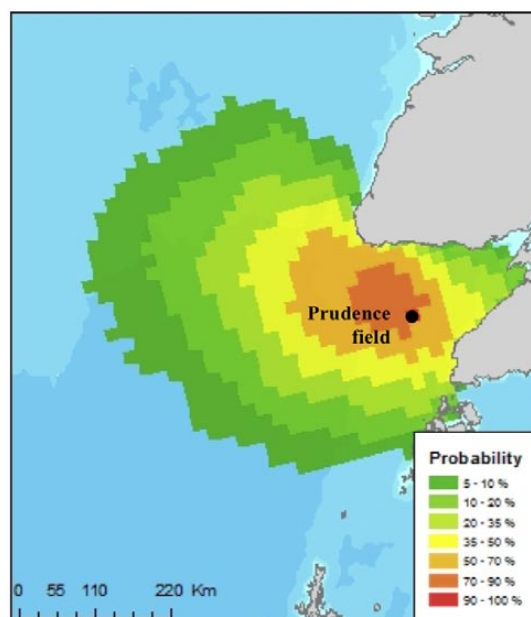 Prudence
field
Probability
5 - 10 %
10 - 20 %
20 - 35 %
35 - 50 %
50 - 70 %
70 - 90 %
90 - 100 %
0 55 110 220 Km